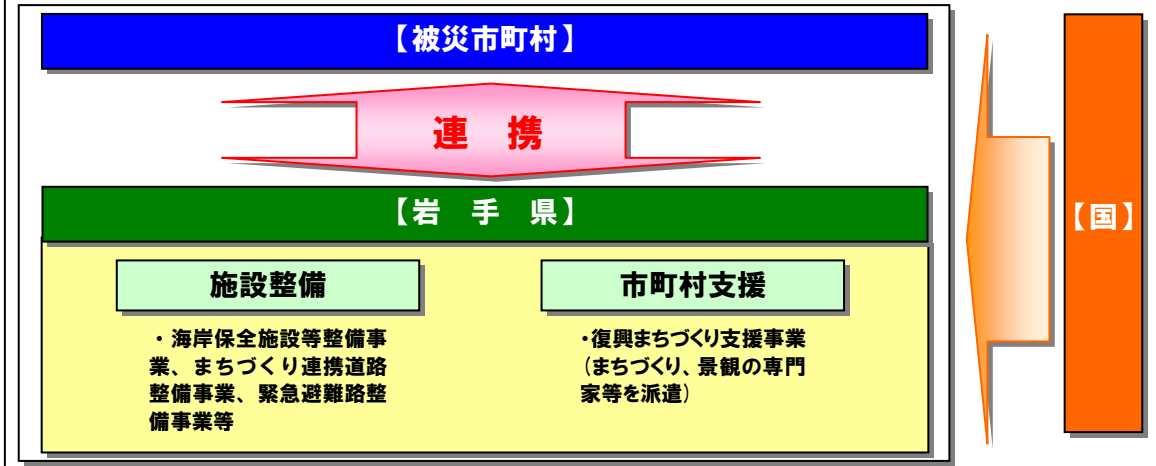 【被災市町村】
連 携
【岩 手 県】
施設整備
・海岸保全施設等整備事
業、まちづくり連携道路
整備事業、緊急避難路整
備事業等
市町村支援
・復興まちづくり支援事業
(まちづくり、景観の専門
家等を派遣)
【国】